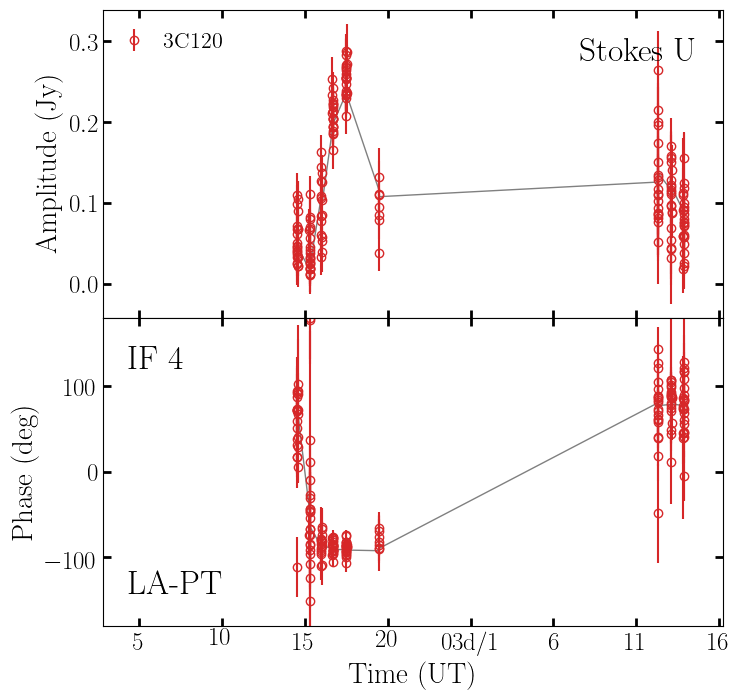 3C120
Stokes U
Amplitude (Jy)
0.3
0.2
0.1
0.0
IF 4
Phase (deg)
100
0
−100
LA-PT
5 10 15 20 03d/1 6 11 16
Time (UT)